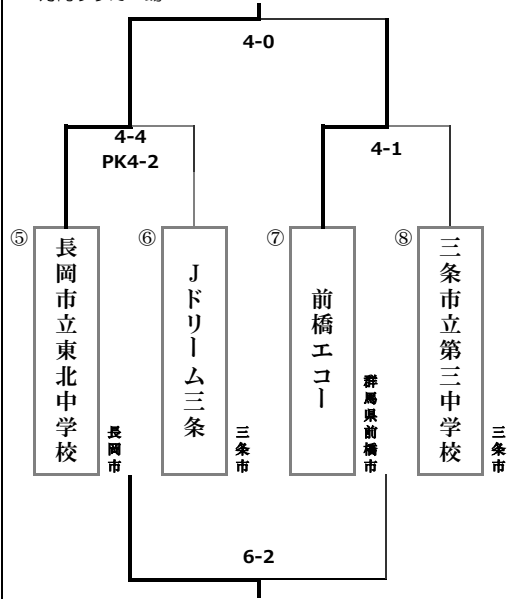 4-0
4-4
PK4-2
4-1
⑤
長岡市立東北中学校
長岡市
⑥
Jドリーム三条
三条市
⑦
前橋エコー
群馬県前橋市
⑧
三条市立第三中学校
三条市
6-2